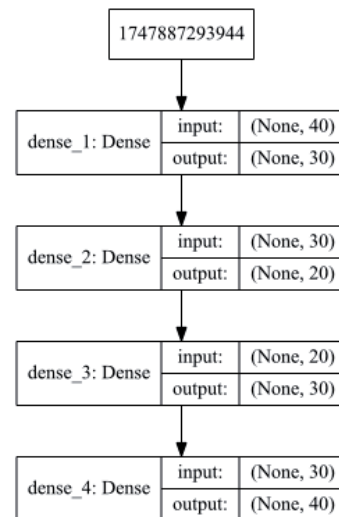 1747887293944
dense_1: Dense
input: (None, 40)
output: (None, 30)
dense_2: Dense
input: (None, 30)
output: (None, 20)
dense_3: Dense
input: (None, 20)
output: (None, 30)
dense_4: Dense
input: (None, 30)
output: (None, 40)